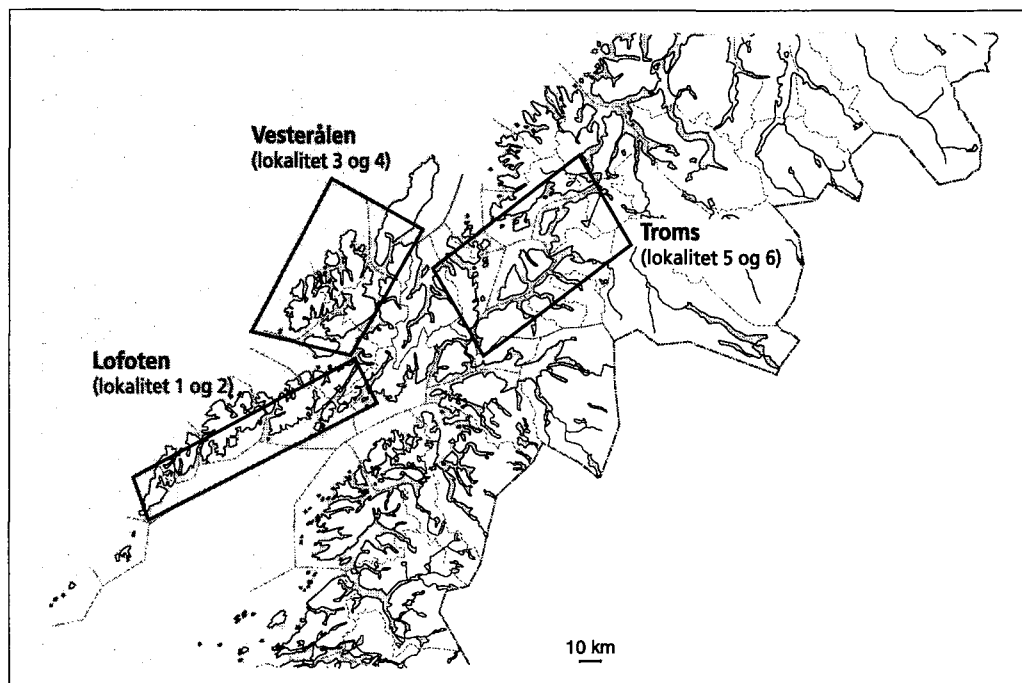 Vesterålen
(lokalitet 3 og 4)
Troms
(lokalitet 5 og 6)
Lofoten
(lokalitet 1 og 2)
10 km